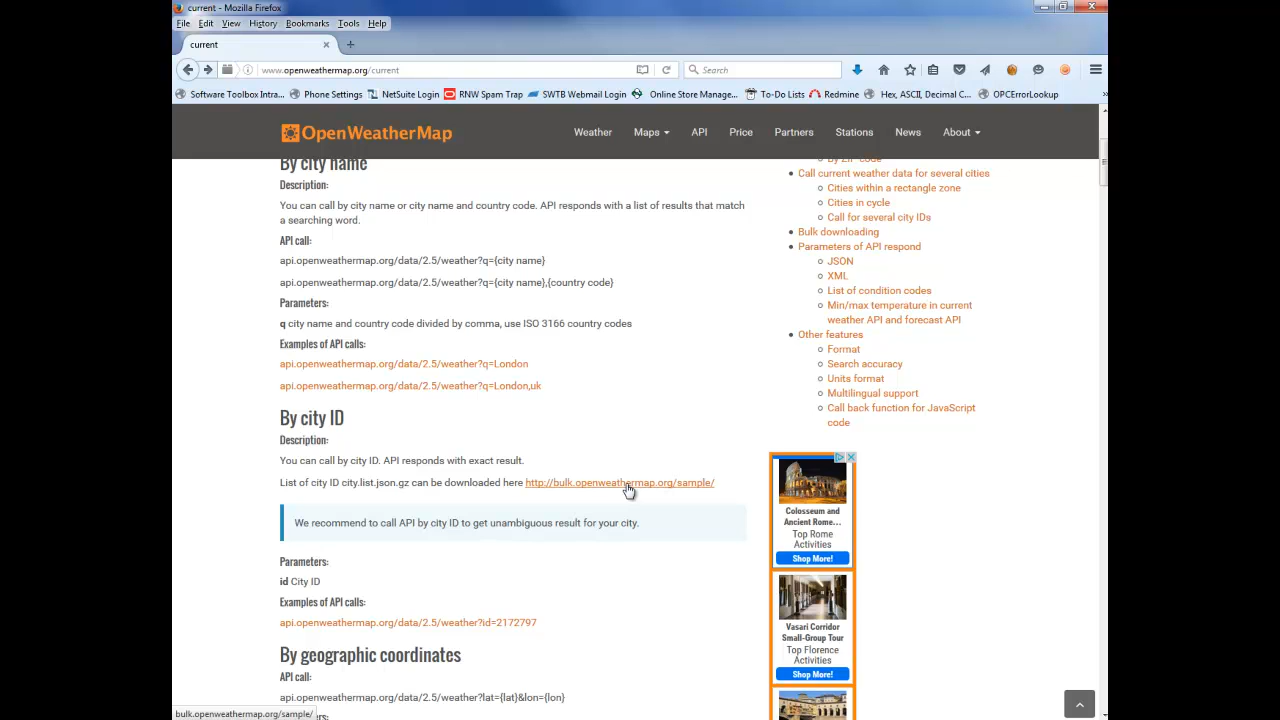 current - Mozilla Firefox
File Edit View History Bookmarks Tools Help
current
www.openweathermap.org/current
Search
Software Toolbox Intra... Phone Settings NetSuite Login RNW Spam Trap SWTB Webmail Login Online Store Manage... To-Do Lists Redmine Hex, ASCII, Decimal C... OPCErrorLookup
OpenWeatherMap
Weather Maps API Price Partners Stations News About
By city name
Description:
You can call by city name or city name and country code. API responds with a list of results that match
a searching word.
API call:
api.openweathermap.org/data/2.5/weather?q={city name}
api.openweathermap.org/data/2.5/weather?q={city name},{country code}
Parameters:
q city name and country code divided by comma, use ISO 3166 country codes
Examples of API calls:
api.openweathermap.org/data/2.5/weather?q=London
api.openweathermap.org/data/2.5/weather?q=London,uk
By city ID
Description:
You can call by city ID. API responds with exact result.
List of city ID city.list.json.gz can be downloaded here http://bulk.openweathermap.org/sample/
We recommend to call API by city ID to get unambiguous result for your city.
Parameters:
id City ID
Examples of API calls:
api.openweathermap.org/data/2.5/weather?id=2172797
By geographic coordinates
API call:
api.openweathermap.org/data/2.5/weather?lat={lat}&lon={lon}
By ZIP code
Call current weather data for several cities
Cities within a rectangle zone
Cities in cycle
Call for several city IDs
Bulk downloading
Parameters of API respond
JSON
XML
List of condition codes
Min/max temperature in current
weather API and forecast API
Other features
Format
Search accuracy
Units format
Multilingual support
Call back function for JavaScript
code
Colosseum and
Ancient Rome...
Top Rome
Activities
Shop More!
Vasari Corridor
Small-Group Tour
Top Florence
Activities
Shop More!
bulk.openweathermap.org/sample/